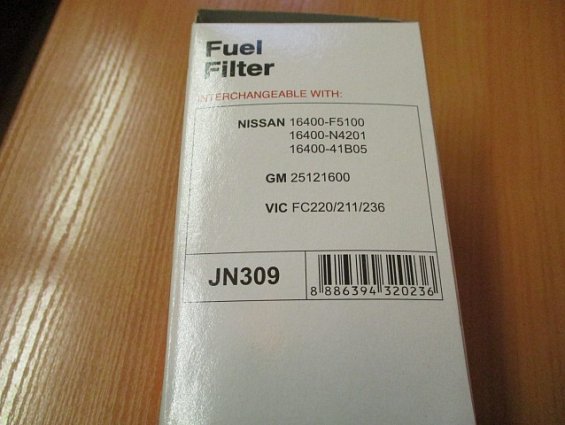 Fuel
Filter
INTERCHANGEABLE WITH:
NISSAN 16400-F5100
16400-N4201
16400-41B05
GM 25121600
VIC FC220/211/236
JN309
8 886394 320236